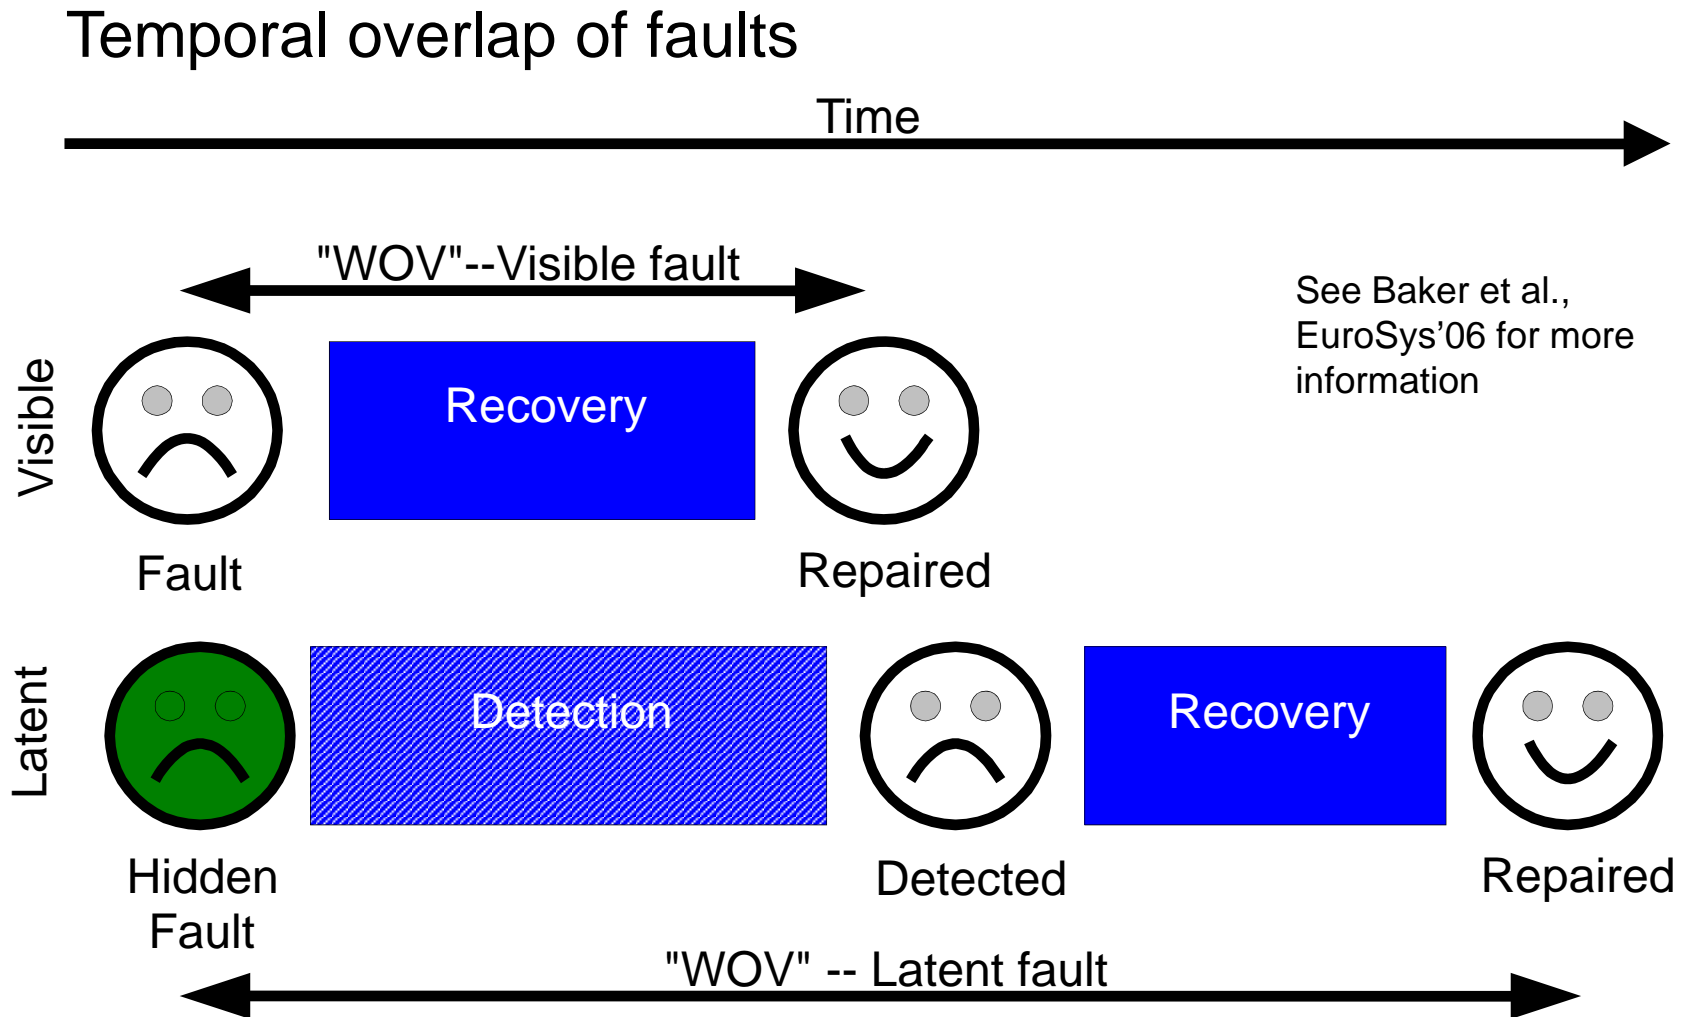 Temporal overlap of faults
Time
"WOV"--Visible fault
See Baker et al.,
EuroSys’06 for more
information
Visible
Recovery
Fault
Repaired
Latent
Detection
Recovery
Hidden
Fault
Detected
Repaired
"WOV" -- Latent fault